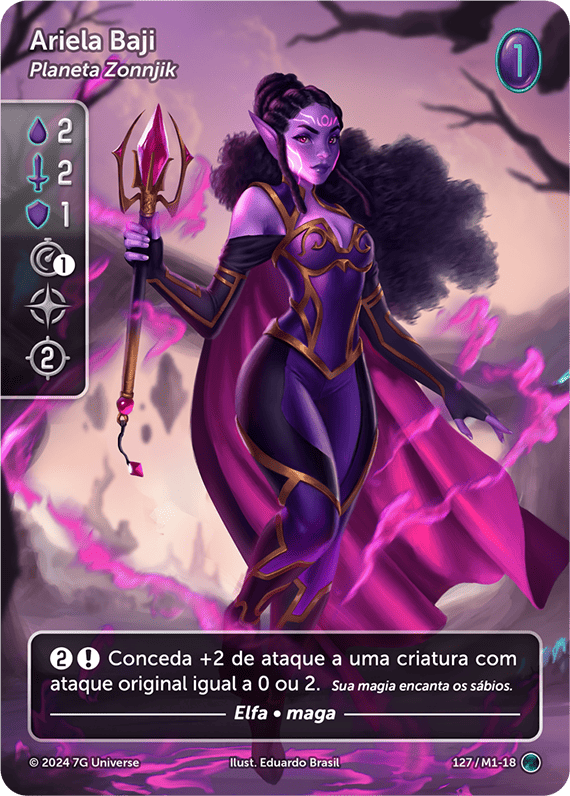 Ariela Baji
1
Planeta Zonnjik
2
2
1
1
2
2 ! Conceda +2 de ataque a uma criatura com
ataque original igual a 0 ou 2. Sua magia encanta os sábios.
Elfa • maga
© 2024 7G Universe Ilust. Eduardo Brasil 127 / M1-18